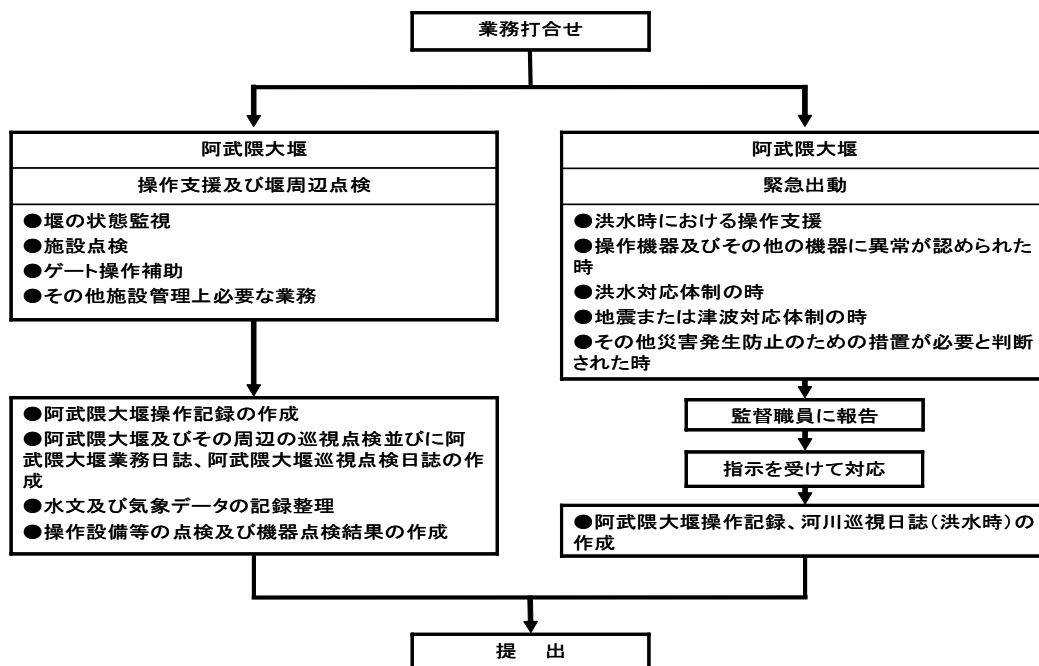 業務打合せ
阿武隈大堰
操作支援及び堰周辺点検
●堰の状態監視
●施設点検
●ゲート操作補助
●その他施設管理上必要な業務
●阿武隈大堰操作記録の作成
●阿武隈大堰及びその周辺の巡視点検並びに阿
武隈大堰業務日誌、阿武隈大堰巡視点検日誌の作
成
●水文及び気象データの記録整理
●操作設備等の点検及び機器点検結果の作成
阿武隈大堰
緊急出動
●洪水時における操作支援
●操作機器及びその他の機器に異常が認められた
時
●洪水対応体制の時
●地震または津波対応体制の時
●その他災害発生防止のための措置が必要と判断
された時
監督職員に報告
指示を受けて対応
●阿武隈大堰操作記録、河川巡視日誌(洪水時)の
作成
提　出